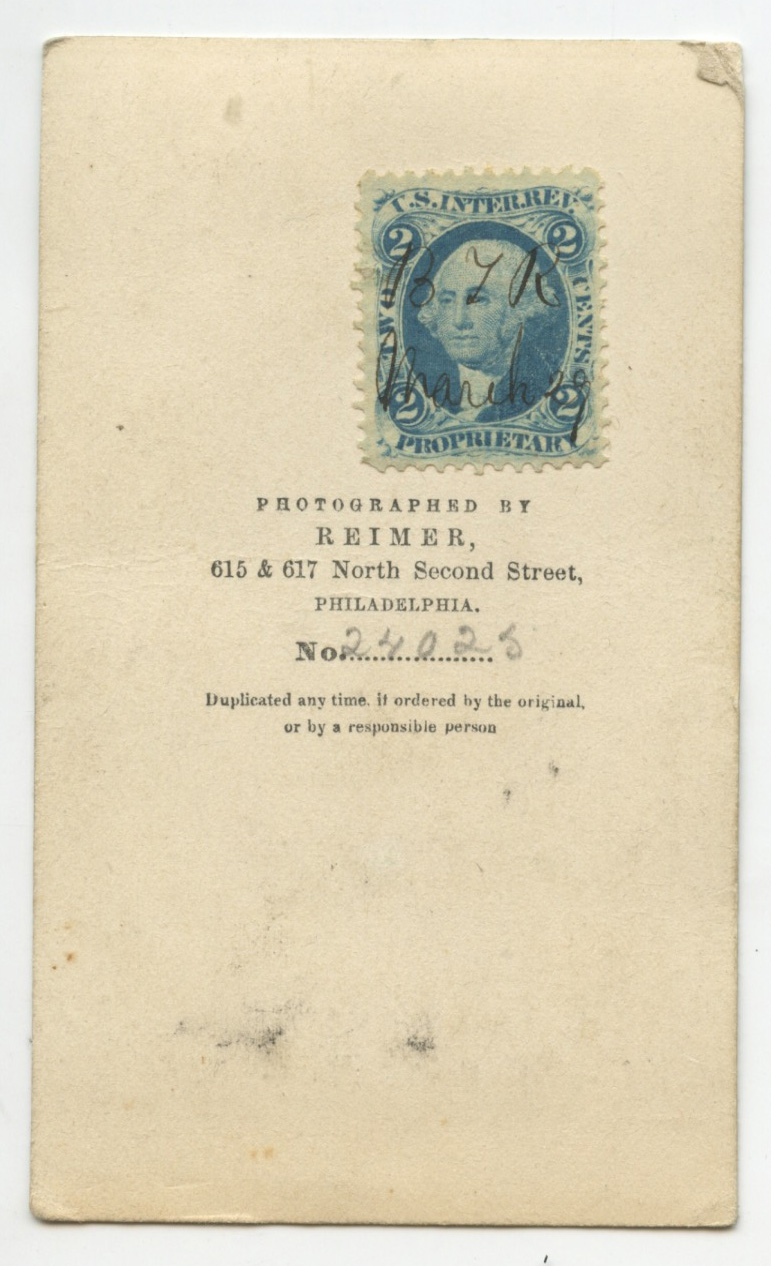 U.S. INTER. REV.
2 2
TWO CENTS
B F R
March 29
2 2
PROPRIETARY
PHOTOGRAPHED BY
REIMER,
615 & 617 North Second Street,
PHILADELPHIA.
No. 24025
Duplicated any time, if ordered by the original,
or by a responsible person